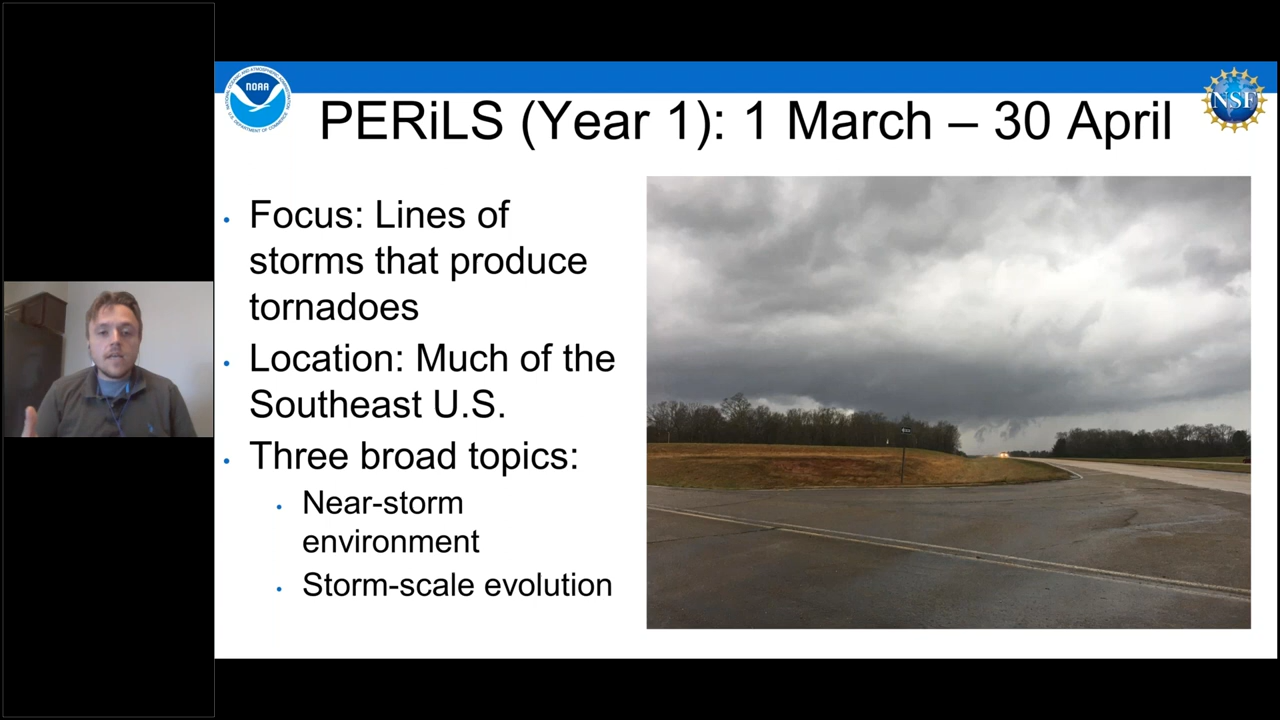 NOAA
NSF
PERiLS (Year 1): 1 March – 30 April
Focus: Lines of
storms that produce
tornadoes
Location: Much of the
Southeast U.S.
Three broad topics:
Near-storm
environment
Storm-scale evolution